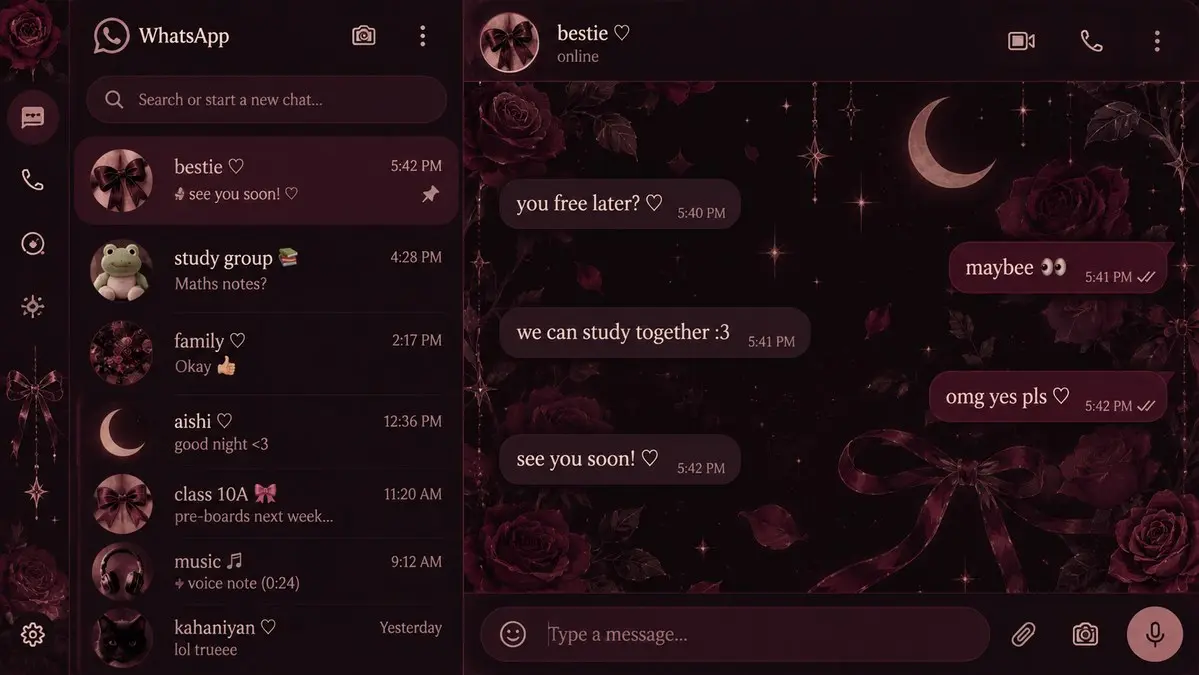 WhatsApp
Search or start a new chat...
bestie ♡
5:42 PM
see you soon! ♡
study group 📚
4:28 PM
Maths notes?
family ♡
2:17 PM
Okay 👍🏼
aishi ♡
12:36 PM
good night <3
class 10A 🎀
11:20 AM
pre-boards next week...
music 🎵
9:12 AM
voice note (0:24)
kahaniyan ♡
Yesterday
lol trueee
bestie ♡
online
you free later? ♡ 5:40 PM
maybee 👀 5:41 PM
we can study together :3 5:41 PM
omg yes pls ♡ 5:42 PM
see you soon! ♡ 5:42 PM
Type a message...